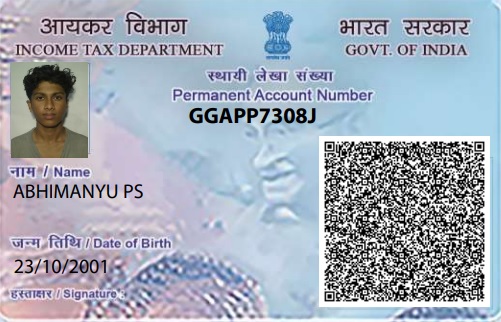 आयकर विभाग
INCOME TAX DEPARTMENT
भारत सरकार
GOVT. OF INDIA
स्थायी लेखा संख्या
Permanent Account Number
GGAPP7308J
नाम / Name
ABHIMANYU PS
जन्म तिथि / Date of Birth
23/10/2001
हस्ताक्षर / Signature :